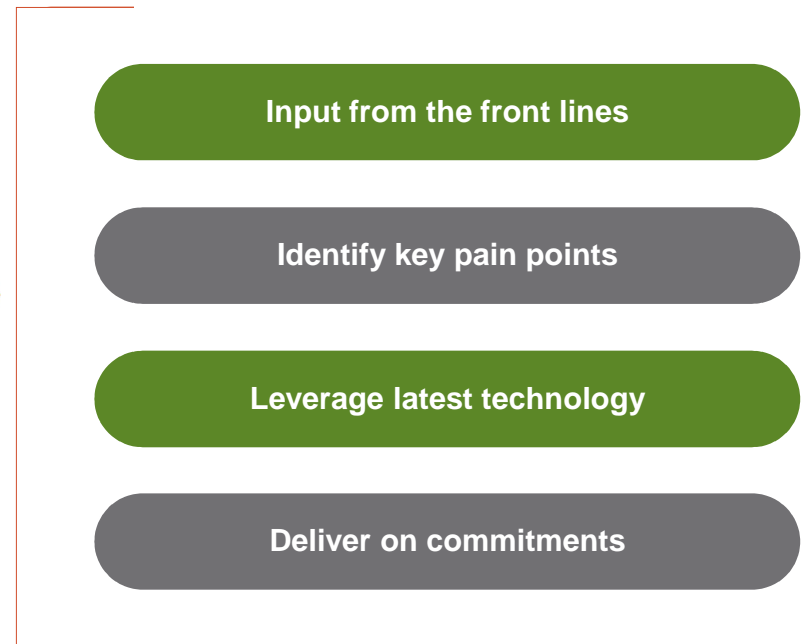 Input from the front lines
Identify key pain points
Leverage latest technology
Deliver on commitments